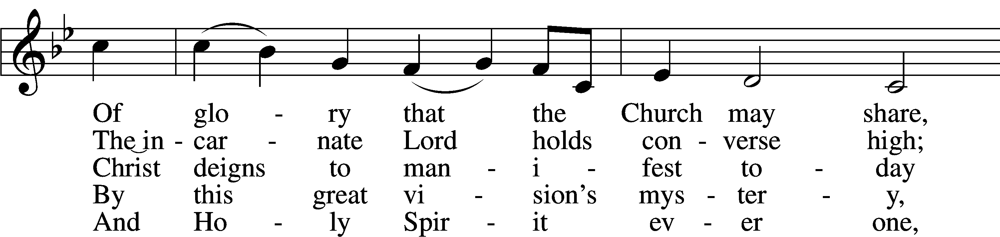 Of glo - ry that the Church may share,
The in - car - nate Lord holds con - verse high;
Christ deigns to man - i - fest to - day
By this great vi - sion's mys - ter - y,
And Ho - ly Spir - it ev - er one,